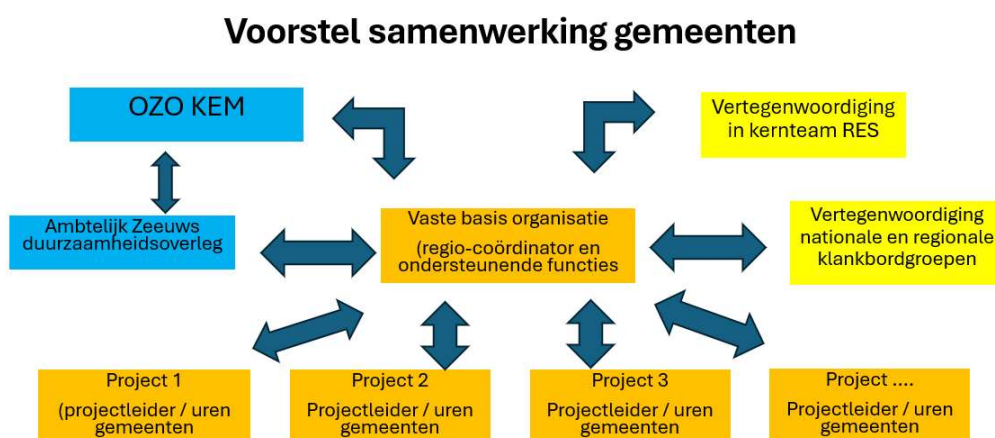 Voorstel samenwerking gemeenten
OZO KEM
Vertegenwoordiging
in kernteam RES
Ambtelijk Zeeuws
duurzaamheidsoverleg
Vaste basis organisatie
(regio-coördinator en
ondersteunende functies
Vertegenwoordiging
nationale en regionale
klankbordgroepen
Project 1
(projectleider / uren
gemeenten
Project 2
Projectleider / uren
gemeenten
Project 3
Projectleider / uren
gemeenten
Project ....
Projectleider / uren
gemeenten